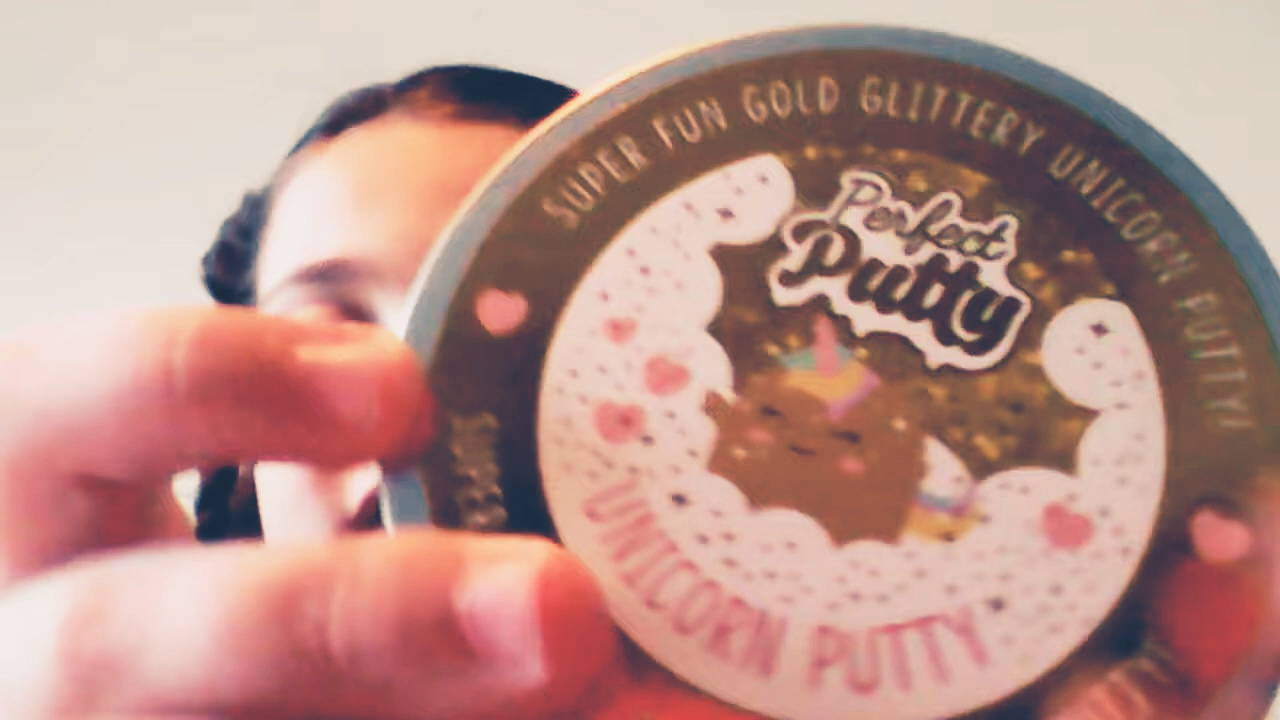 SUPER FUN GOLD GLITTERY UNICORN PUTTY!
Perfect
Putty
UNICORN PUTTY